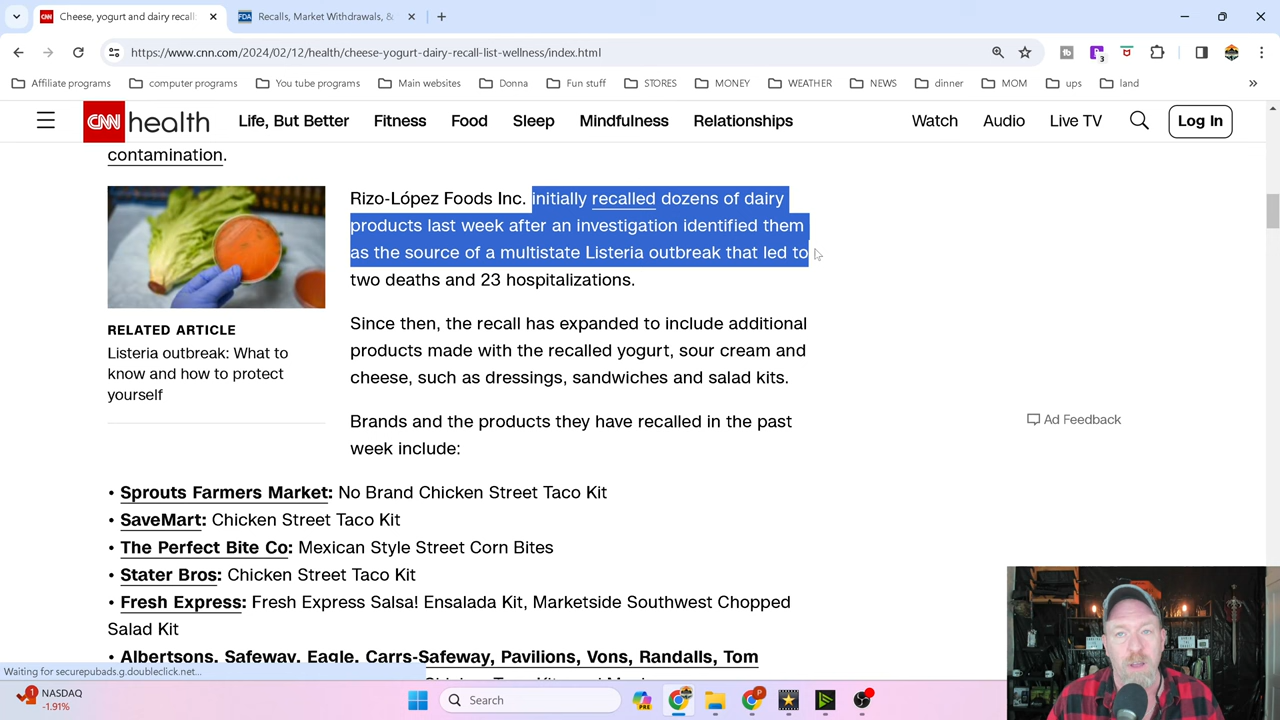 Cheese, yogurt and dairy recall
Recalls, Market Withdrawals, &
https://www.cnn.com/2024/02/12/health/cheese-yogurt-dairy-recall-list-wellness/index.html
3
Affiliate programs
computer programs
You tube programs
Main websites
Donna
Fun stuff
STORES
MONEY
WEATHER
NEWS
dinner
MOM
ups
land
CNN health
Life, But Better
Fitness
Food
Sleep
Mindfulness
Relationships
Watch
Audio
Live TV
Log In
contamination.
Rizo-López Foods Inc. initially recalled dozens of dairy
products last week after an investigation identified them
as the source of a multistate Listeria outbreak that led to
two deaths and 23 hospitalizations.
RELATED ARTICLE
Listeria outbreak: What to
know and how to protect
yourself
Since then, the recall has expanded to include additional
products made with the recalled yogurt, sour cream and
cheese, such as dressings, sandwiches and salad kits.
Ad Feedback
Brands and the products they have recalled in the past
week include:
• Sprouts Farmers Market: No Brand Chicken Street Taco Kit
• SaveMart: Chicken Street Taco Kit
• The Perfect Bite Co: Mexican Style Street Corn Bites
• Stater Bros: Chicken Street Taco Kit
• Fresh Express: Fresh Express Salsa! Ensalada Kit, Marketside Southwest Chopped
Salad Kit
• Albertsons, Safeway, Eagle, Carrs-Safeway, Pavilions, Vons, Randalls, Tom
Waiting for securepubads.g.doubleclick.net...
1
NASDAQ
-1.91%
Search